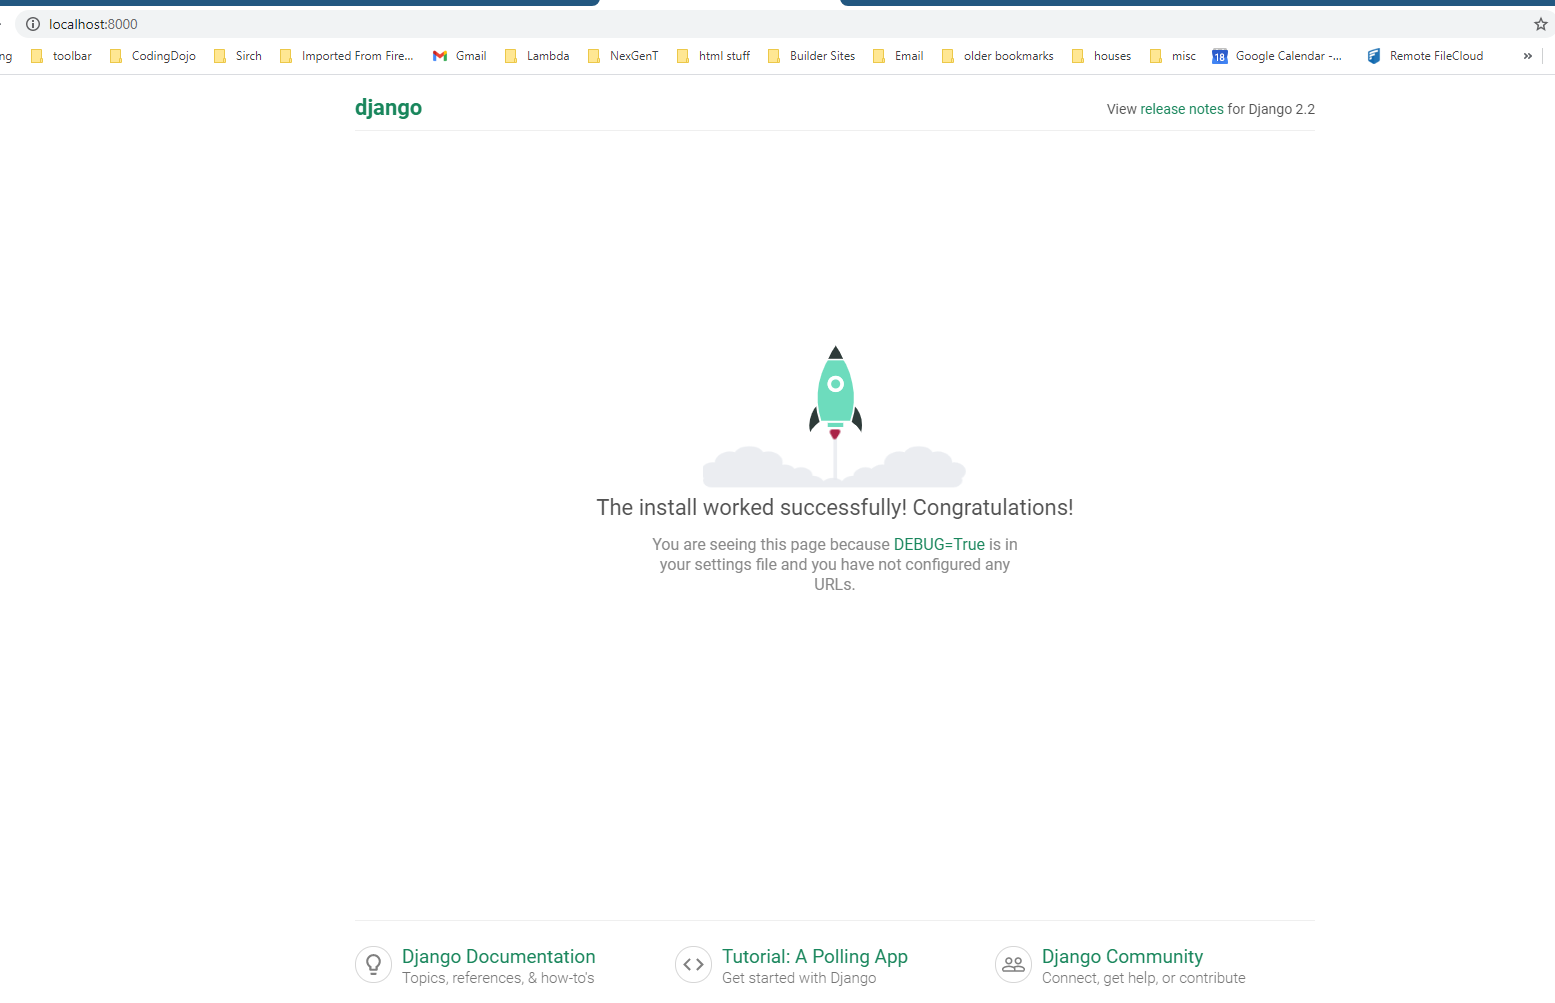 localhost:8000
ng toolbar CodingDojo Sirch Imported From Fire... Gmail Lambda NexGenT html stuff Builder Sites Email older bookmarks houses misc 18 Google Calendar -... Remote FileCloud »
django View release notes for Django 2.2
The install worked successfully! Congratulations!
You are seeing this page because DEBUG=True is in
your settings file and you have not configured any
URLs.
Django Documentation Tutorial: A Polling App Django Community
Topics, references, & how-to's Get started with Django Connect, get help, or contribute